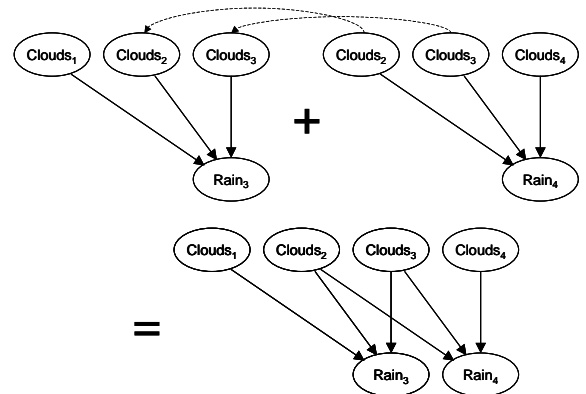 Clouds₁ Clouds₂ Clouds₃ Clouds₂ Clouds₃ Clouds₄
+
Rain₃ Rain₄
Clouds₁ Clouds₂ Clouds₃ Clouds₄
=
Rain₃ Rain₄